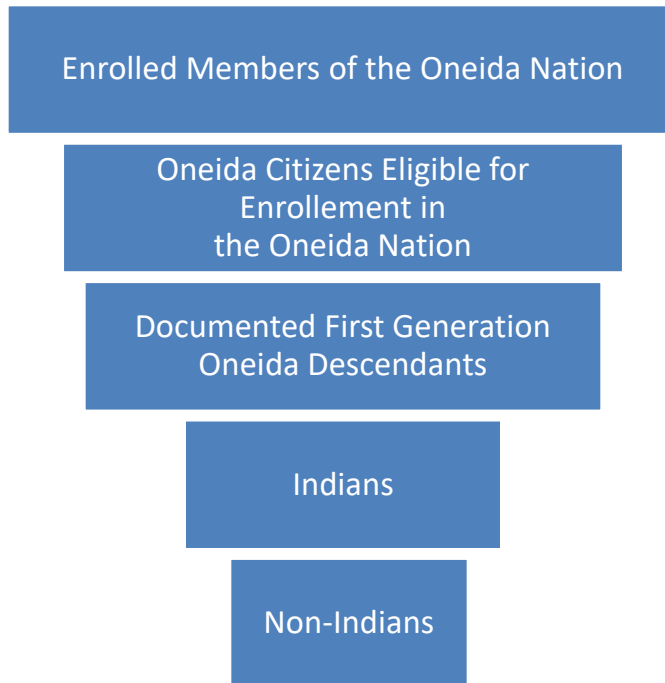 Enrolled Members of the Oneida Nation
Oneida Citizens Eligible for
Enrollement in
the Oneida Nation
Documented First Generation
Oneida Descendants
Indians
Non-Indians